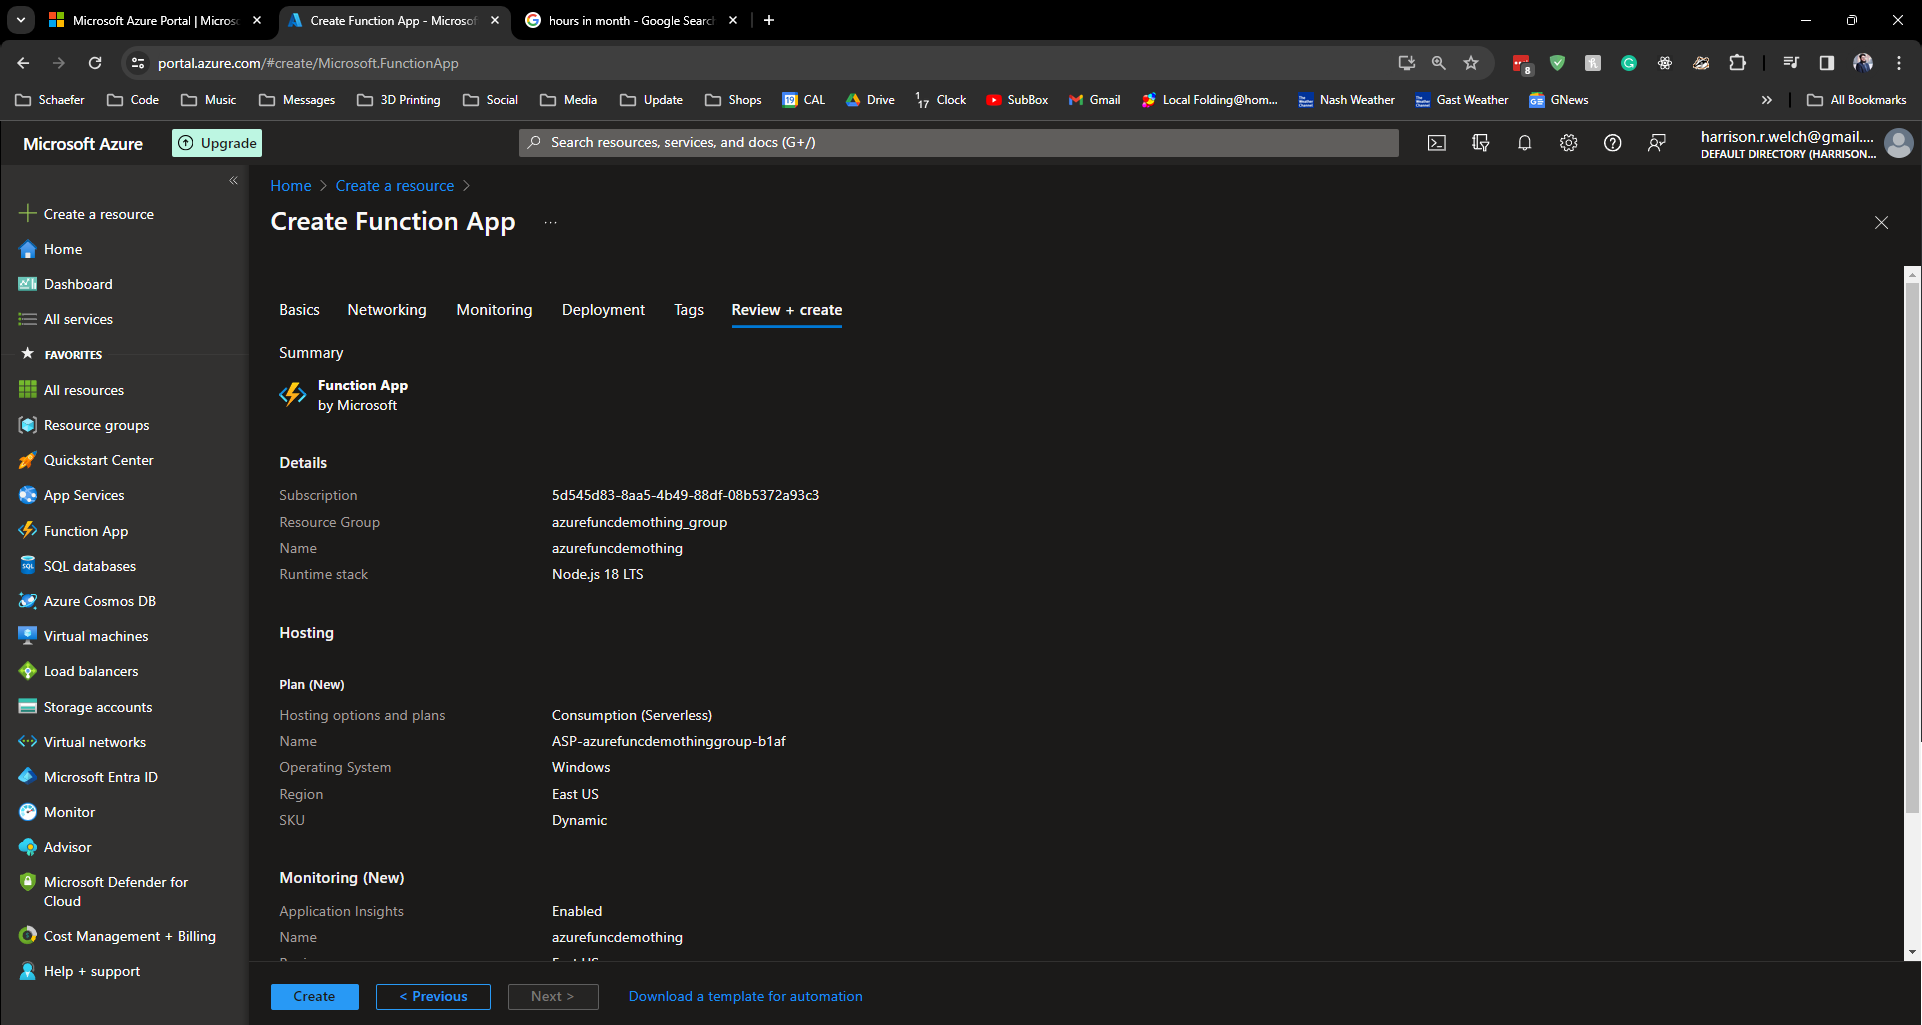 Microsoft Azure Portal | Micros
Create Function App - Microsof
hours in month - Google Search
portal.azure.com/#create/Microsoft.FunctionApp
8
Schaefer
Code
Music
Messages
3D Printing
Social
Media
Update
Shops
19 CAL
Drive
1 17 Clock
SubBox
Gmail
Local Folding@hom...
Nash Weather
Gast Weather
GNews
All Bookmarks
Microsoft Azure
Upgrade
Search resources, services, and docs (G+/)
harrison.r.welch@gmail....
DEFAULT DIRECTORY (HARRISON...
Create a resource
Home
Dashboard
All services
FAVORITES
All resources
Resource groups
Quickstart Center
App Services
Function App
SQL databases
Azure Cosmos DB
Virtual machines
Load balancers
Storage accounts
Virtual networks
Microsoft Entra ID
Monitor
Advisor
Microsoft Defender for
Cloud
Cost Management + Billing
Help + support
Home > Create a resource >
Create Function App ...
Basics
Networking
Monitoring
Deployment
Tags
Review + create
Summary
Function App
by Microsoft
Details
Subscription 5d545d83-8aa5-4b49-88df-08b5372a93c3
Resource Group azurefuncdemothing_group
Name azurefuncdemothing
Runtime stack Node.js 18 LTS
Hosting
Plan (New)
Hosting options and plans Consumption (Serverless)
Name ASP-azurefuncdemothinggroup-b1af
Operating System Windows
Region East US
SKU Dynamic
Monitoring (New)
Application Insights Enabled
Name azurefuncdemothing
Create
< Previous
Next >
Download a template for automation